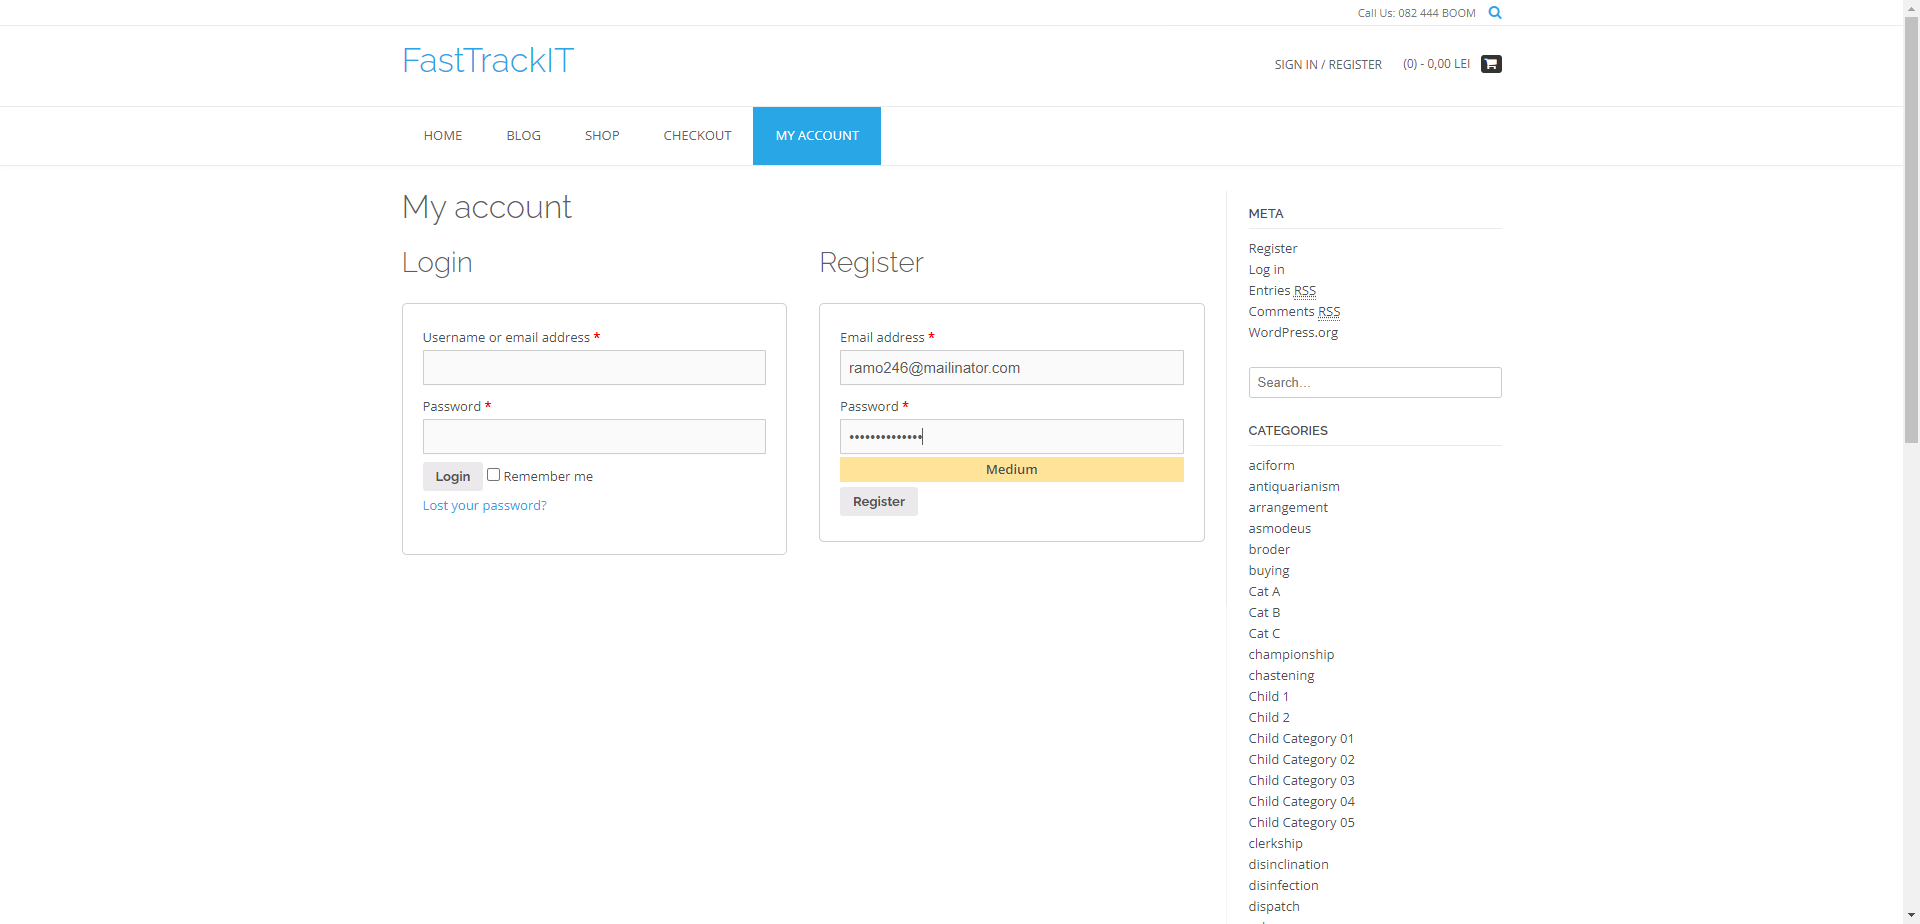 Call Us: 082 444 BOOM
FastTrackIT
SIGN IN / REGISTER
(0) - 0,00 LEI
HOME
BLOG
SHOP
CHECKOUT
MY ACCOUNT
My account
Login
Username or email address *
Password *
Login
Remember me
Lost your password?
Register
Email address *
ramo246@mailinator.com
Password *
••••••••••••••
Medium
Register
META
Register
Log in
Entries RSS
Comments RSS
WordPress.org
Search...
CATEGORIES
aciform
antiquarianism
arrangement
asmodeus
broder
buying
Cat A
Cat B
Cat C
championship
chastening
Child 1
Child 2
Child Category 01
Child Category 02
Child Category 03
Child Category 04
Child Category 05
clerkship
disinclination
disinfection
dispatch